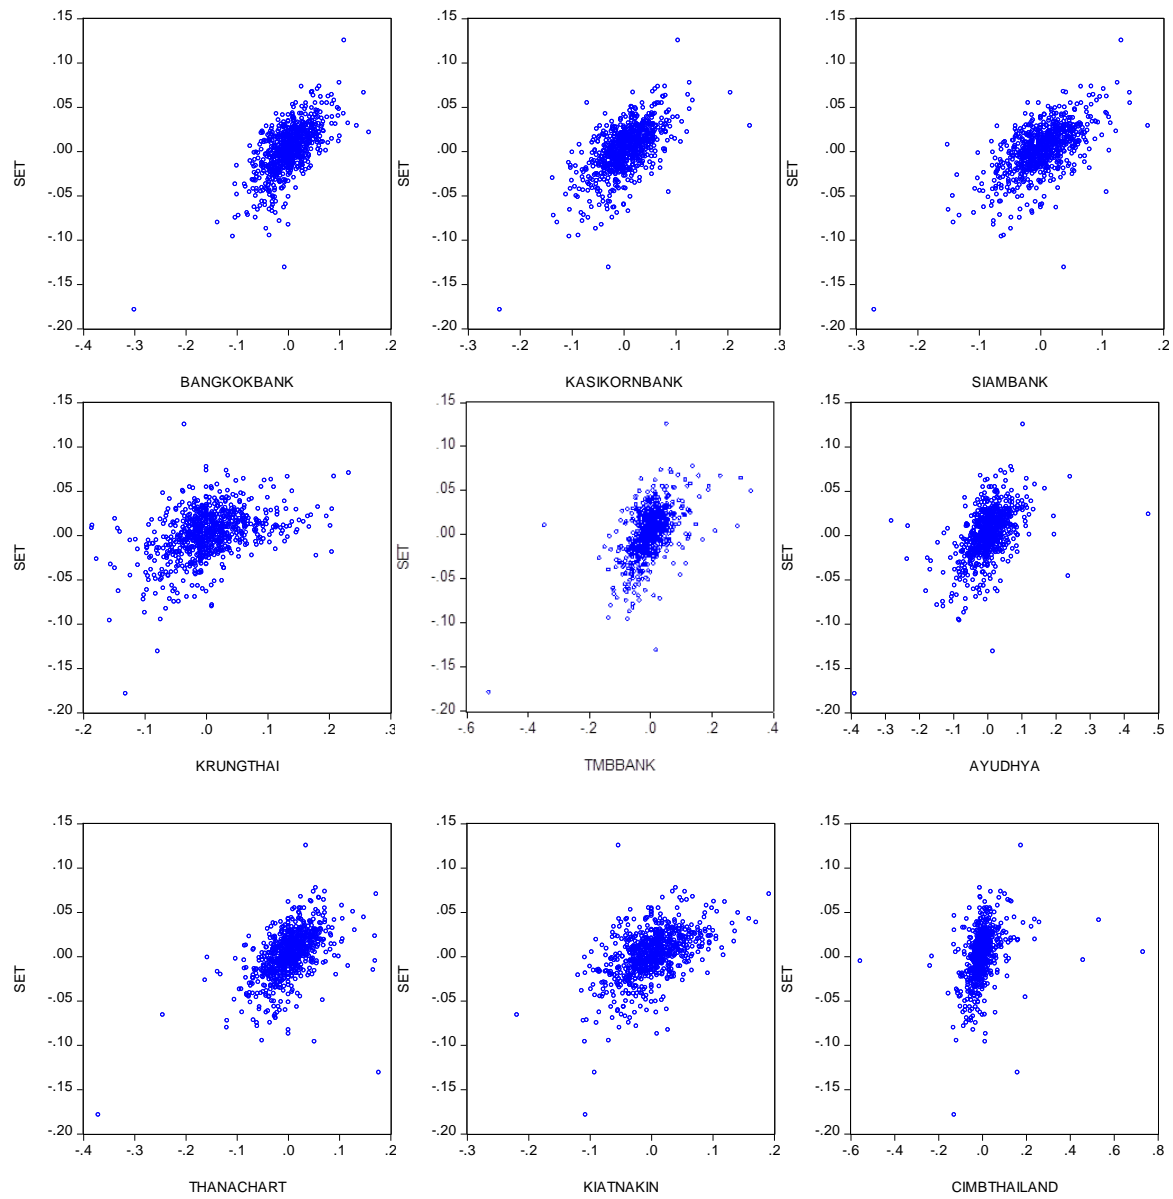 .15
.10
.05
.00
-.05
-.10
-.15
-.20
SET
-.4 -.3 -.2 -.1 .0 .1 .2
BANGKOKBANK
.15
.10
.05
.00
-.05
-.10
-.15
-.20
SET
-.3 -.2 -.1 .0 .1 .2 .3
KASIKORNBANK
.15
.10
.05
.00
-.05
-.10
-.15
-.20
SET
-.3 -.2 -.1 .0 .1 .2
SIAMBANK
.15
.10
.05
.00
-.05
-.10
-.15
-.20
SET
-.2 -.1 .0 .1 .2 .3
KRUNGTHAI
.15
.10
.05
.00
-.05
-.10
-.15
-.20
SET
-.6 -.4 -.2 .0 .2 .4
TMBBANK
.15
.10
.05
.00
-.05
-.10
-.15
-.20
SET
-.4 -.3 -.2 -.1 .0 .1 .2 .3 .4 .5
AYUDHYA
.15
.10
.05
.00
-.05
-.10
-.15
-.20
SET
-.4 -.3 -.2 -.1 .0 .1 .2
THANACHART
.15
.10
.05
.00
-.05
-.10
-.15
-.20
SET
-.3 -.2 -.1 .0 .1 .2
KIATNAKIN
.15
.10
.05
.00
-.05
-.10
-.15
-.20
SET
-.6 -.4 -.2 .0 .2 .4 .6 .8
CIMBTHAILAND